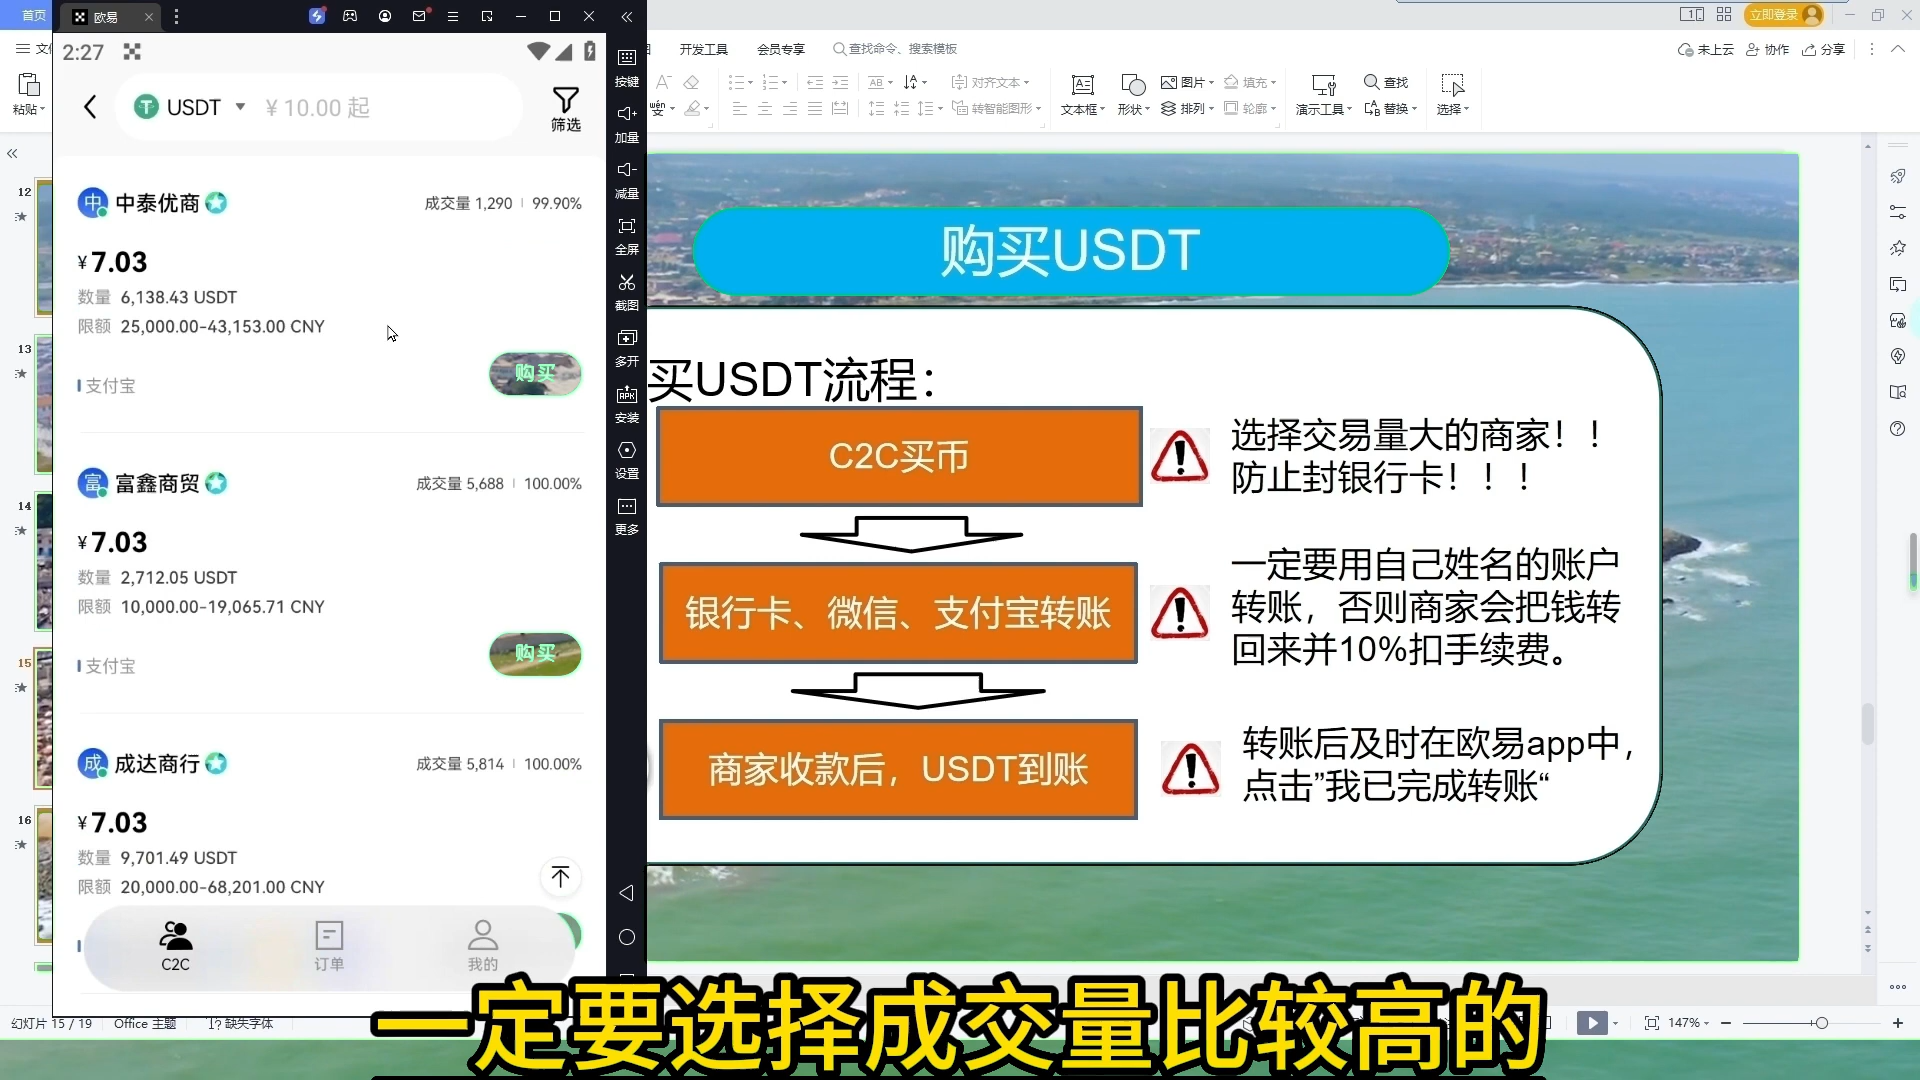 首页
欧易
立即登录
开发工具
会员专享
查找命令、搜索模板
未上云
协作
分享
粘贴
对齐文本
转智能图形
文本框
形状
图片
排列
填充
轮廓
演示工具
查找
替换
选择
2:27
USDT
¥ 10.00 起
筛选
中泰优商
成交量 1,290 | 99.90%
¥7.03
数量 6,138.43 USDT
限额 25,000.00-43,153.00 CNY
支付宝
购买
富鑫商贸
成交量 5,688 | 100.00%
¥7.03
数量 2,712.05 USDT
限额 10,000.00-19,065.71 CNY
支付宝
购买
成达商行
成交量 5,814 | 100.00%
¥7.03
数量 9,701.49 USDT
限额 20,000.00-68,201.00 CNY
C2C
订单
我的
按键
加量
减量
全屏
截图
多开
安装
设置
更多
12
13
14
15
16
购买USDT
买USDT流程：
C2C买币
选择交易量大的商家！！
防止封银行卡！！！
银行卡、微信、支付宝转账
一定要用自己姓名的账户
转账，否则商家会把钱转
回来并10%扣手续费。
商家收款后，USDT到账
转账后及时在欧易app中，
点击”我已完成转账“
幻灯片 15 / 19
Office 主题
缺失字体
147%
一定要选择成交量比较高的